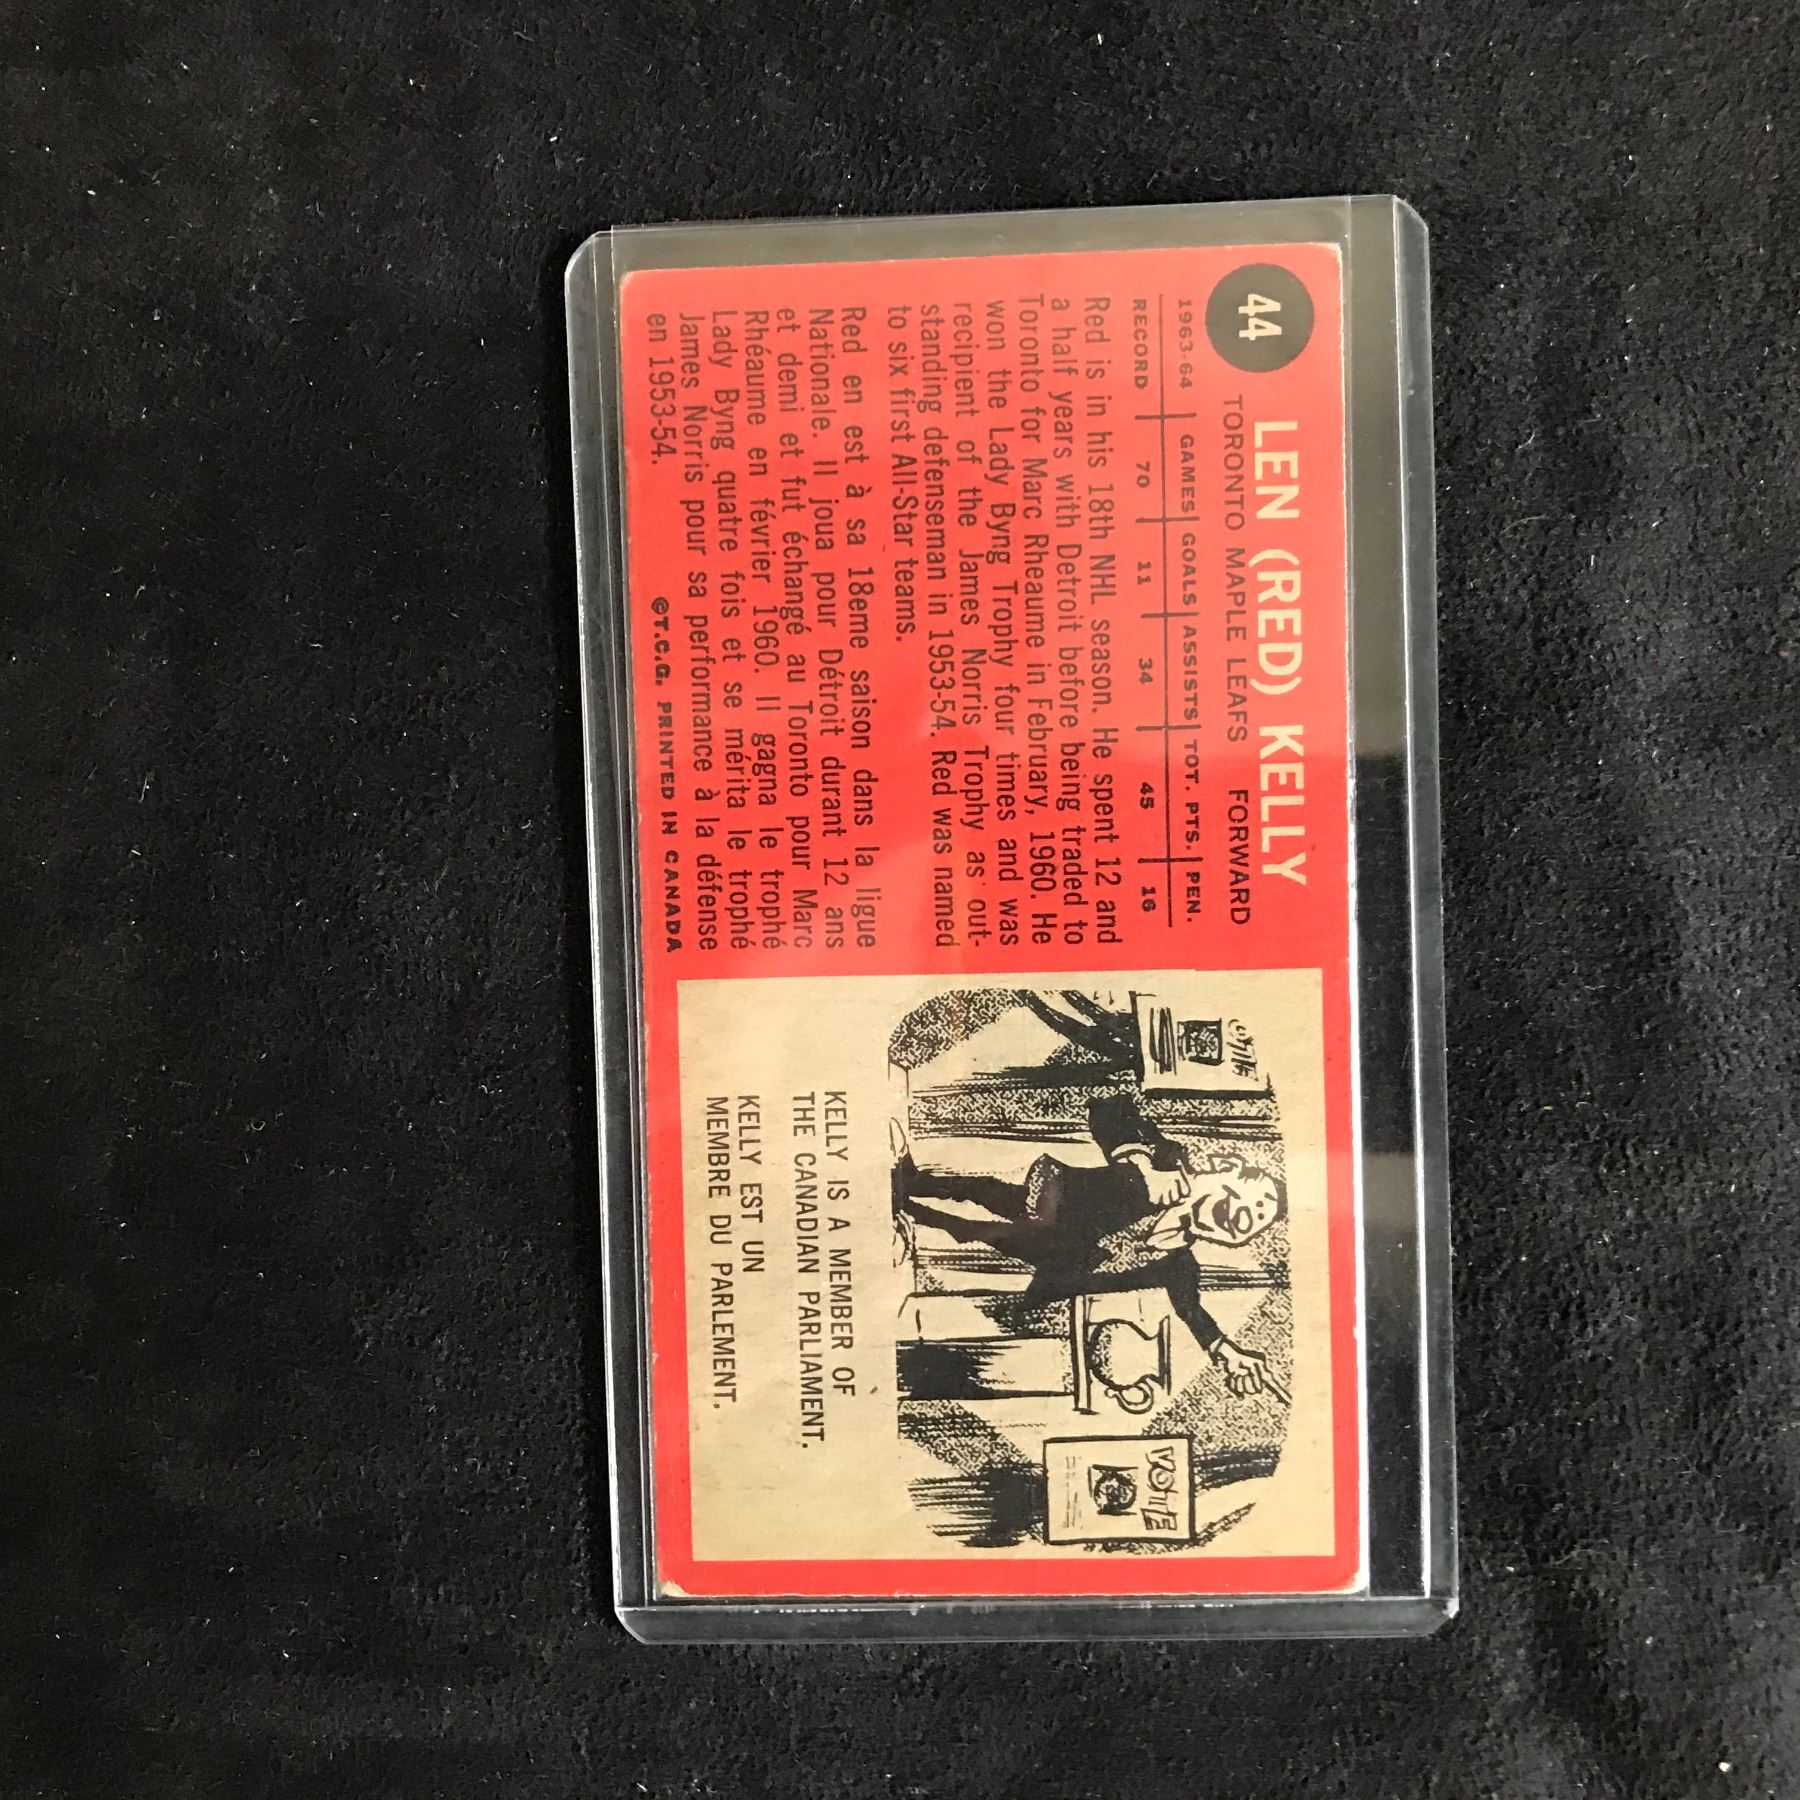 44
LEN (RED) KELLY
TORONTO MAPLE LEAFS FORWARD
1963-64 GAMES GOALS ASSISTS TOT. PTS. PEN.
RECORD 70 11 34 45 16
Red is in his 18th NHL season. He spent 12 and
a half years with Detroit before being traded to
Toronto for Marc Rheaume in February, 1960. He
won the Lady Byng Trophy four times and was
recipient of the James Norris Trophy as out-
standing defenseman in 1953-54. Red was named
to six first All-Star teams.
Red en est à sa 18eme saison dans la ligue
Nationale. Il joua pour Détroit durant 12 ans
et demi et fut échangé au Toronto pour Marc
Rhéaume en février 1960. Il gagna le trophé
Lady Byng quatre fois et se mérita le trophé
James Norris pour sa performance à la défense
en 1953-54.
©T.C.G. PRINTED IN CANADA
VOTE
KELLY IS A MEMBER OF
THE CANADIAN PARLIAMENT.
KELLY EST UN
MEMBRE DU PARLEMENT.